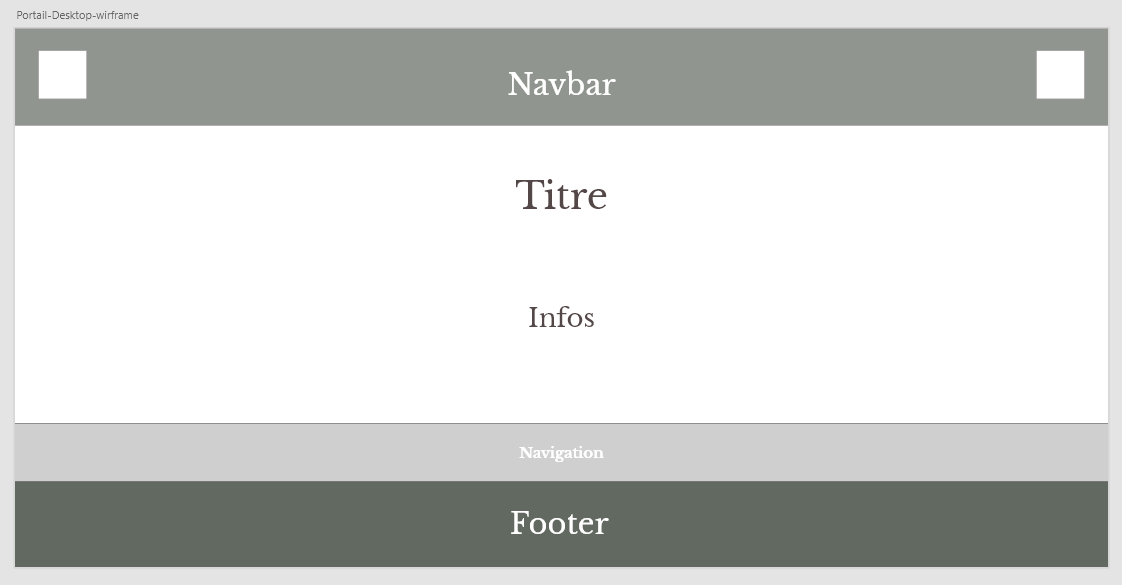 Portail-Desktop-wirframe
Navbar
Titre
Infos
Navigation
Footer